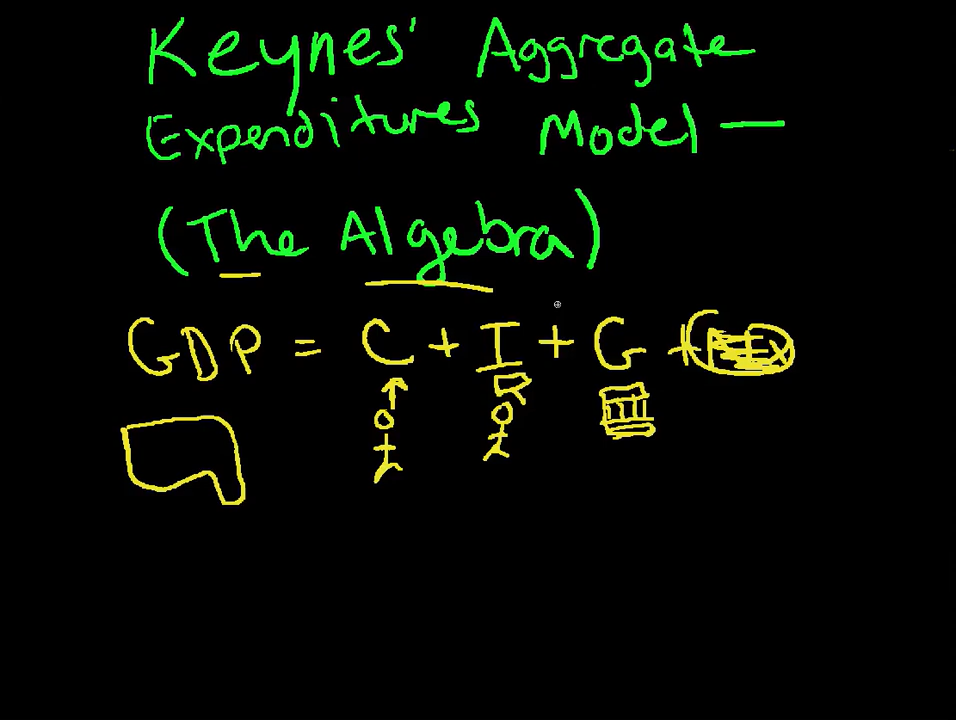 Keynes' Aggregate
Expenditures Model —
(The Algebra)
GDP = C + I + G +